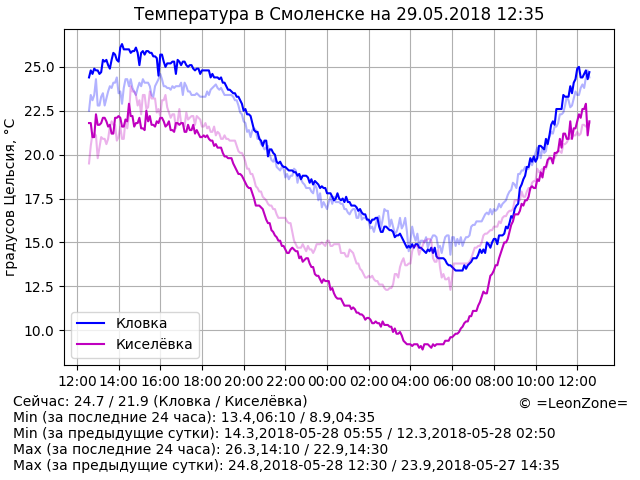 Температура в Смоленске на 29.05.2018 12:35
градусов Цельсия, °C
25.0
22.5
20.0
17.5
15.0
12.5
10.0
Кловка
Киселёвка
12:00 14:00 16:00 18:00 20:00 22:00 00:00 02:00 04:00 06:00 08:00 10:00 12:00
Сейчас: 24.7 / 21.9 (Кловка / Киселёвка)
© =LeonZone=
Min (за последние 24 часа): 13.4,06:10 / 8.9,04:35
Min (за предыдущие сутки): 14.3,2018-05-28 05:55 / 12.3,2018-05-28 02:50
Max (за последние 24 часа): 26.3,14:10 / 22.9,14:30
Max (за предыдущие сутки): 24.8,2018-05-28 12:30 / 23.9,2018-05-27 14:35